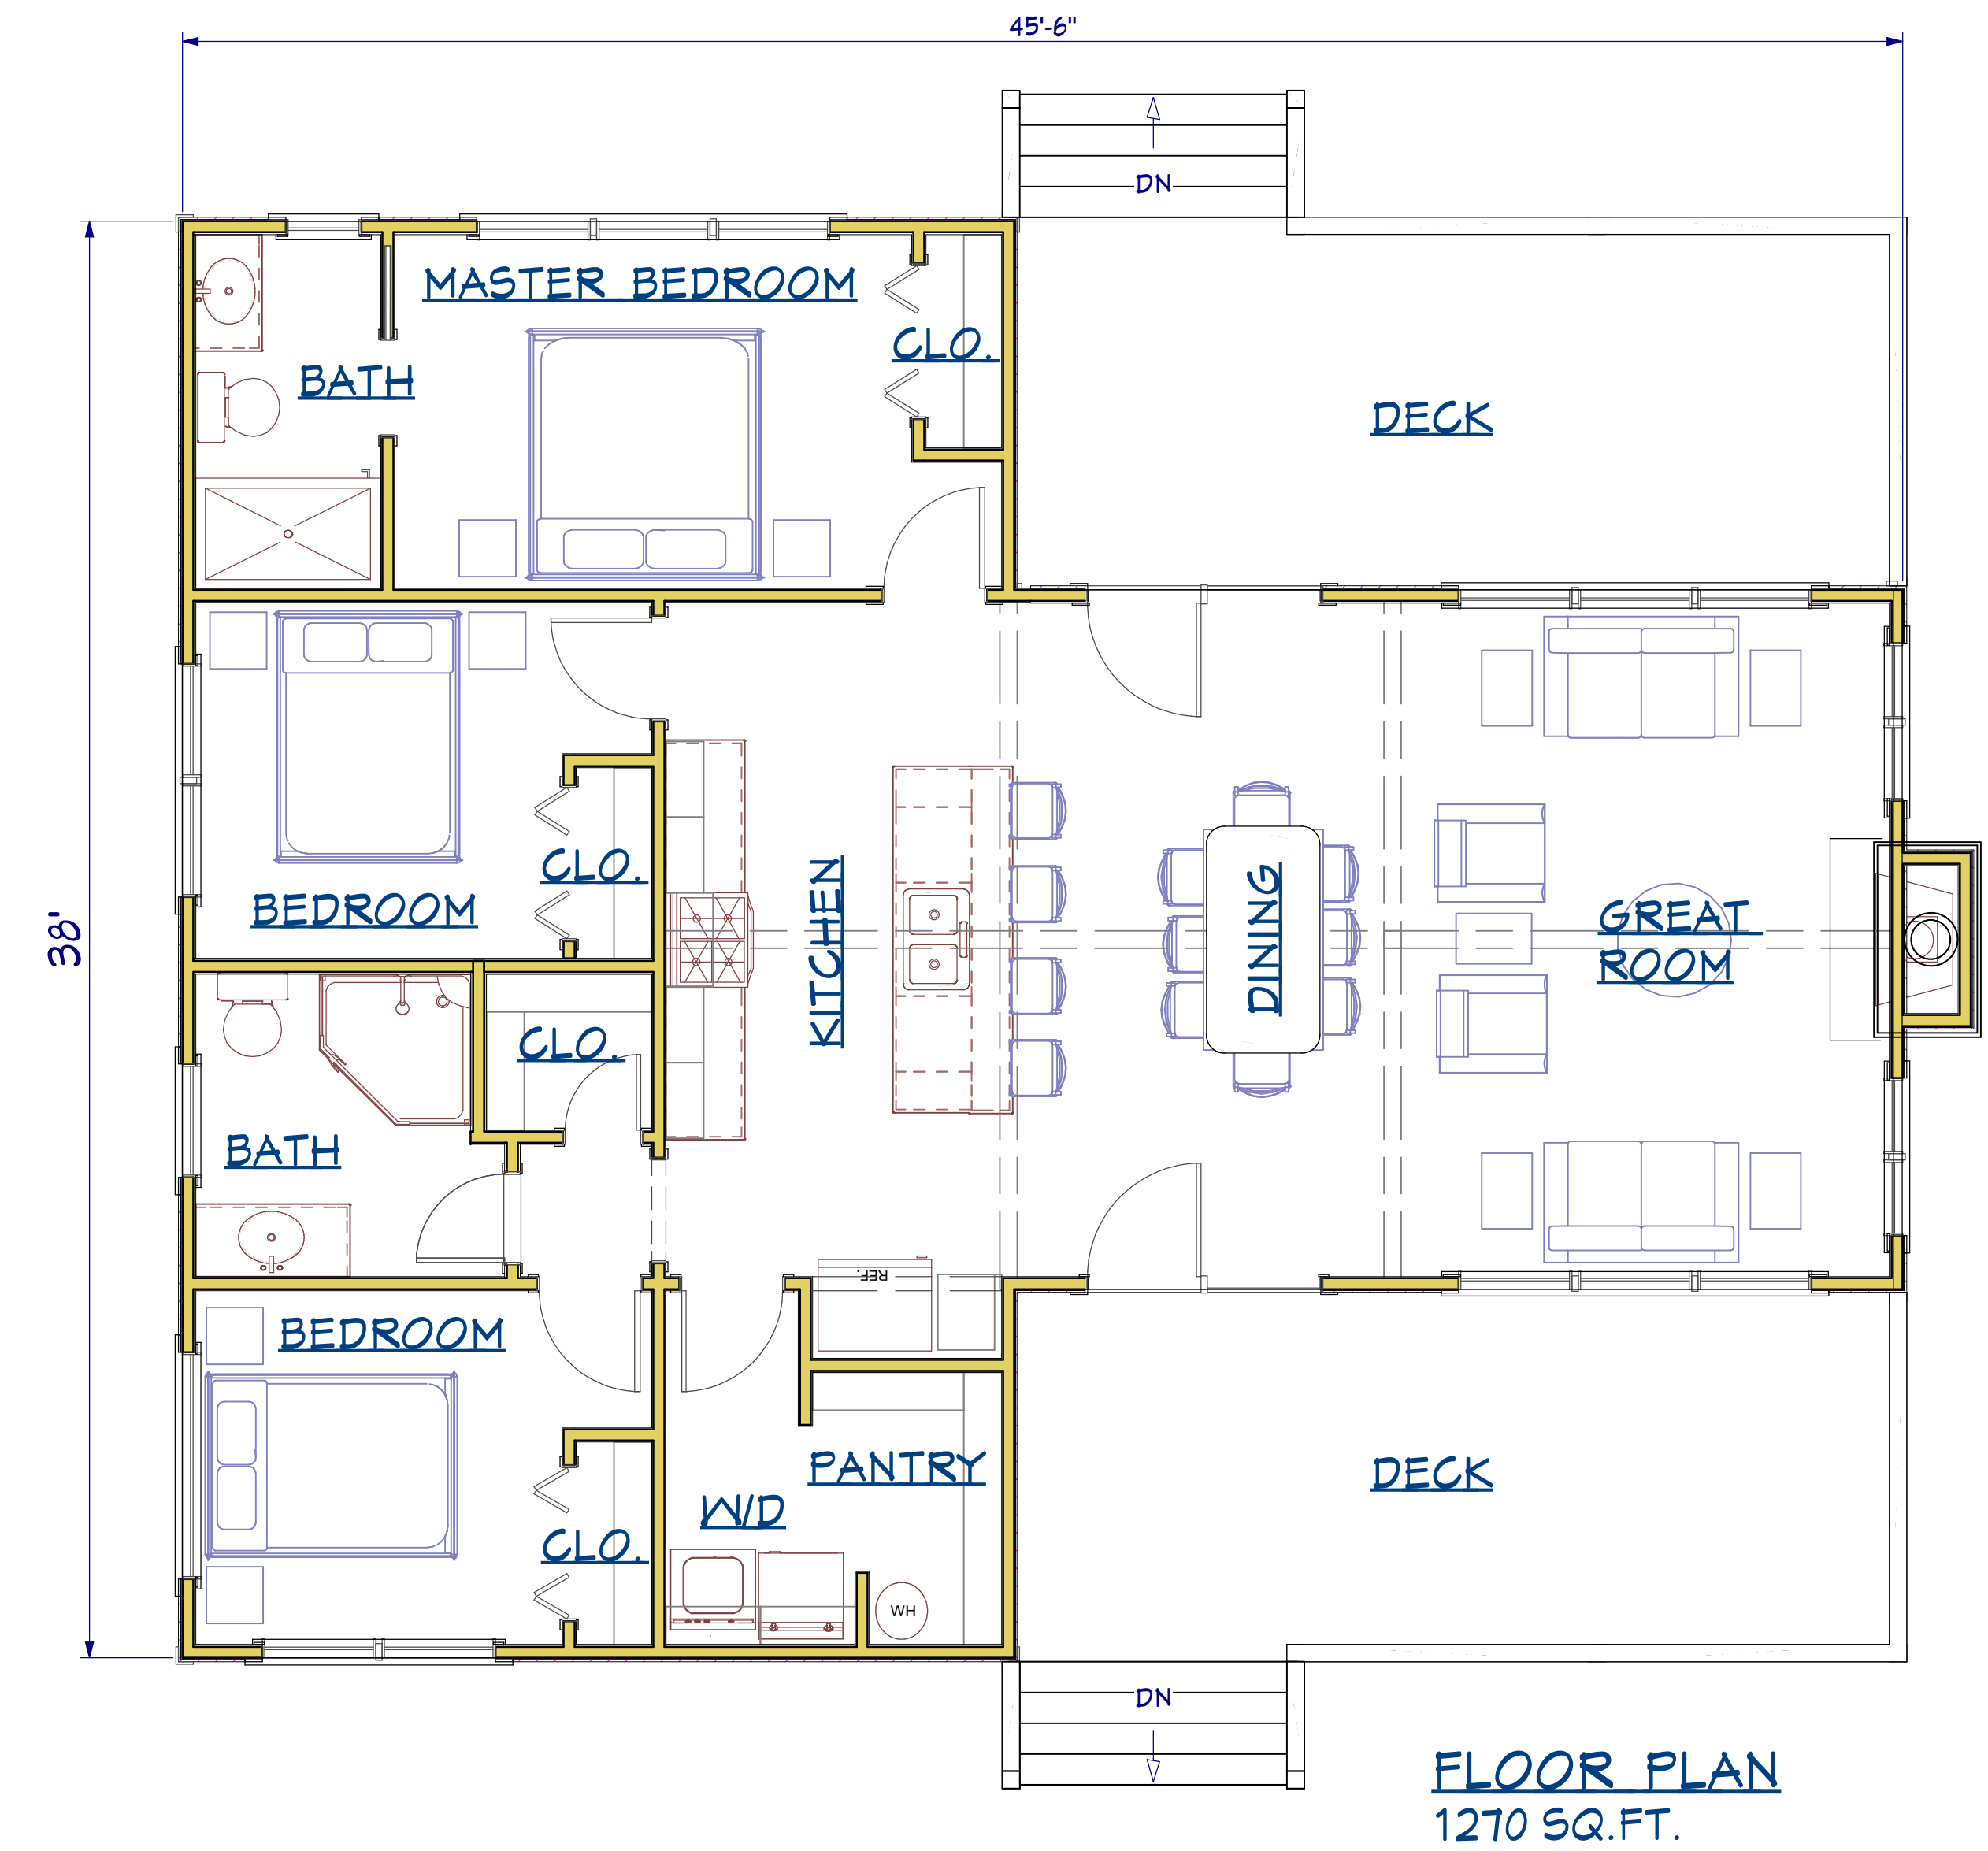 45'-6"
DN
MASTER BEDROOM
CLO.
BATH
DECK
38'
CLO.
BEDROOM
KITCHEN
DINING
GREAT
ROOM
CLO.
BATH
REF.
BEDROOM
PANTRY
DECK
W/D
CLO.
WH
DN
FLOOR PLAN
1270 SQ.FT.